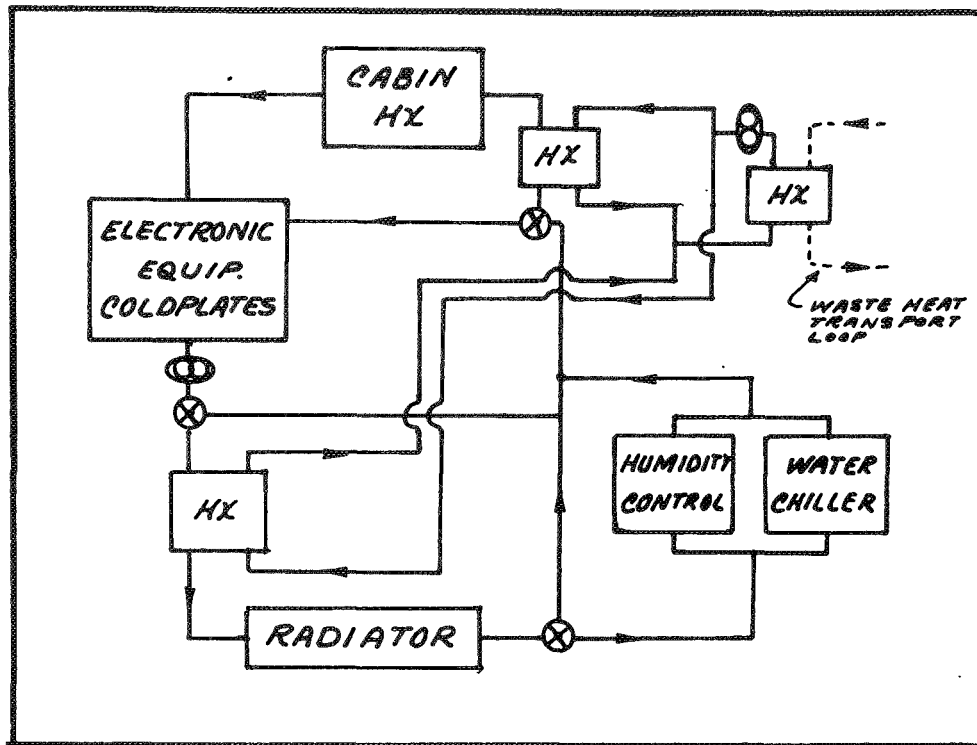 CABIN
HX
HX
HX
ELECTRONIC
EQUIP.
COLDPLATES
WASTE HEAT
TRANSPORT
LOOP
HUMIDITY
CONTROL
WATER
CHILLER
HX
RADIATOR